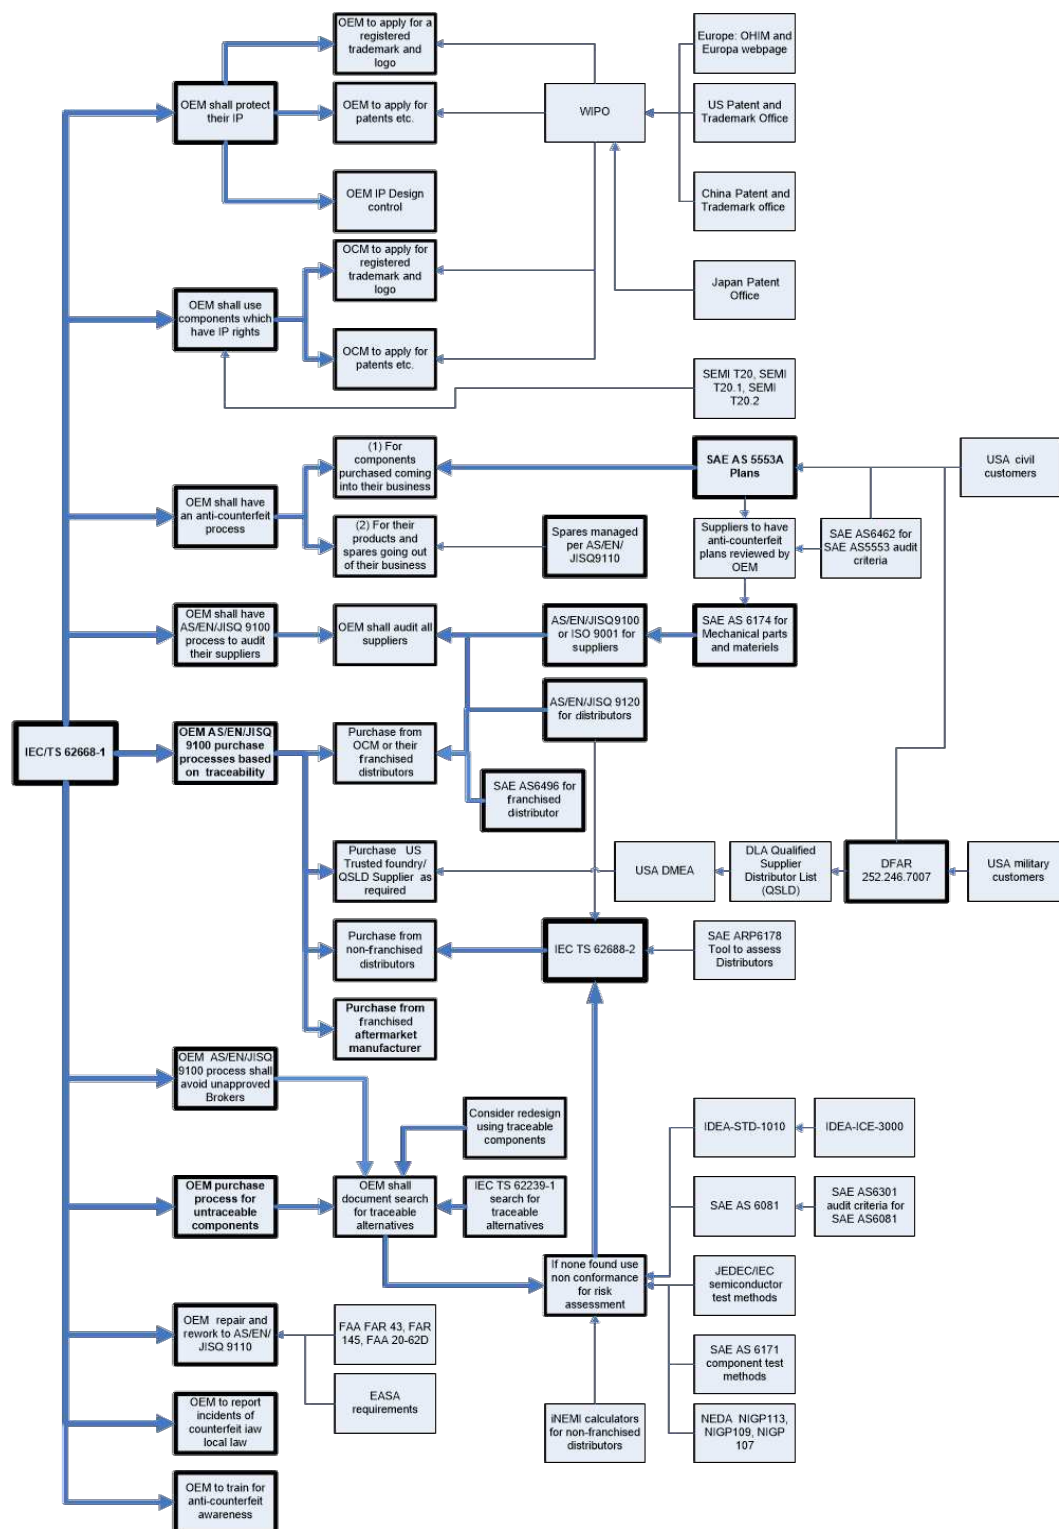 OEM to apply for a
registered
trademark and
logo
Europe: OHIM and
Europa webpage
OEM shall protect
their IP
OEM to apply for
patents etc.
WIPO
US Patent and
Trademark Office
OEM IP Design
control
China Patent and
Trademark office
OCM to apply for
registered
trademark and
logo
Japan Patent
Office
OEM shall use
components which
have IP rights
OCM to apply for
patents etc.
SEMI T20, SEMI
T20.1, SEMI
T20.2
(1) For
components
purchased coming
into their business
SAE AS 5553A
Plans
USA civil
customers
OEM shall have
an anti-counterfeit
process
(2) For their
products and
spares going out
of their business
Spares managed
per AS/EN/
JISQ9110
Suppliers to have
anti-counterfeit
plans reviewed by
OEM
SAE AS6462 for
SAE AS5553 audit
criteria
OEM shall have
AS/EN/JISQ 9100
process to audit
their suppliers
OEM shall audit all
suppliers
AS/EN/JISQ9100
or ISO 9001 for
suppliers
SAE AS 6174 for
Mechanical parts
and materiels
AS/EN/JISQ 9120
for distributors
IEC/TS 62668-1
OEM AS/EN/JISQ
9100 purchase
processes based
on traceability
Purchase from
OCM or their
franchised
distributors
SAE AS6496 for
franchised
distributor
Purchase US
Trusted foundry/
QSLD Supplier as
required
USA DMEA
DLA Qualified
Supplier
Distributor List
(QSLD)
DFAR
252.246.7007
USA military
customers
Purchase from
non-franchised
distributors
IEC TS 62688-2
SAE ARP6178
Tool to assess
Distributors
Purchase from
franchised
aftermarket
manufacturer
OEM AS/EN/JISQ
9100 process shall
avoid unapproved
Brokers
Consider redesign
using traceable
components
IDEA-STD-1010
IDEA-ICE-3000
OEM purchase
process for
untraceable
components
OEM shall
document search
for traceable
alternatives
IEC TS 62239-1
search for
traceable
alternatives
SAE AS 6081
SAE AS6301
audit criteria for
SAE AS6081
If none found use
non conformance
for risk
assessment
JEDEC/IEC
semiconductor
test methods
OEM repair and
rework to AS/EN/
JISQ 9110
FAA FAR 43, FAR
145, FAA 20-62D
SAE AS 6171
component test
methods
EASA
requirements
OEM to report
incidents of
counterfeit iaw
local law
iNEMI calculators
for non-franchised
distributors
NEDA NIGP113,
NIGP109, NIGP
107
OEM to train for
anti-counterfeit
awareness